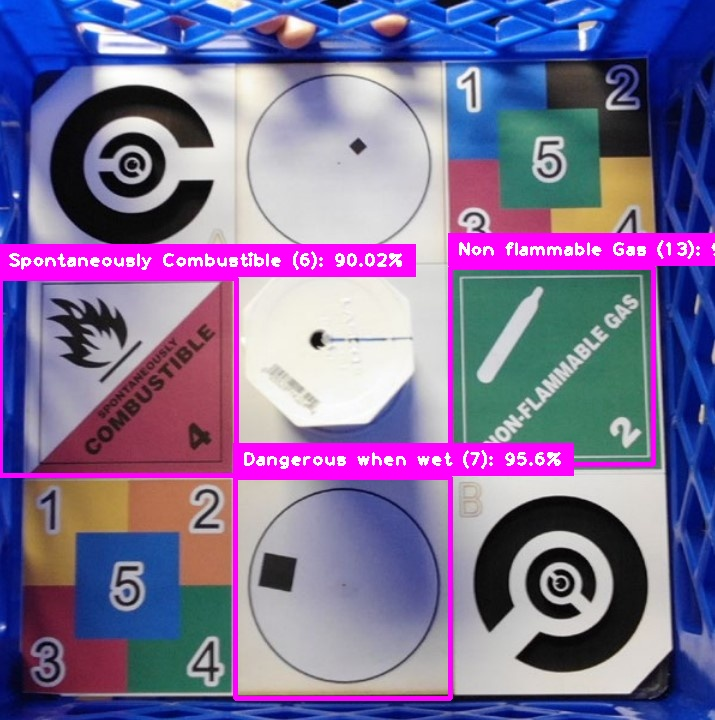 1 2
5
3 4
A
Spontaneously Combustible (6): 90.02%
Non flammable Gas (13):
SPONTANEOUSLY
COMBUSTIBLE
4
NON-FLAMMABLE GAS
2
Dangerous when wet (7): 95.6%
1 2
5
3 4
B